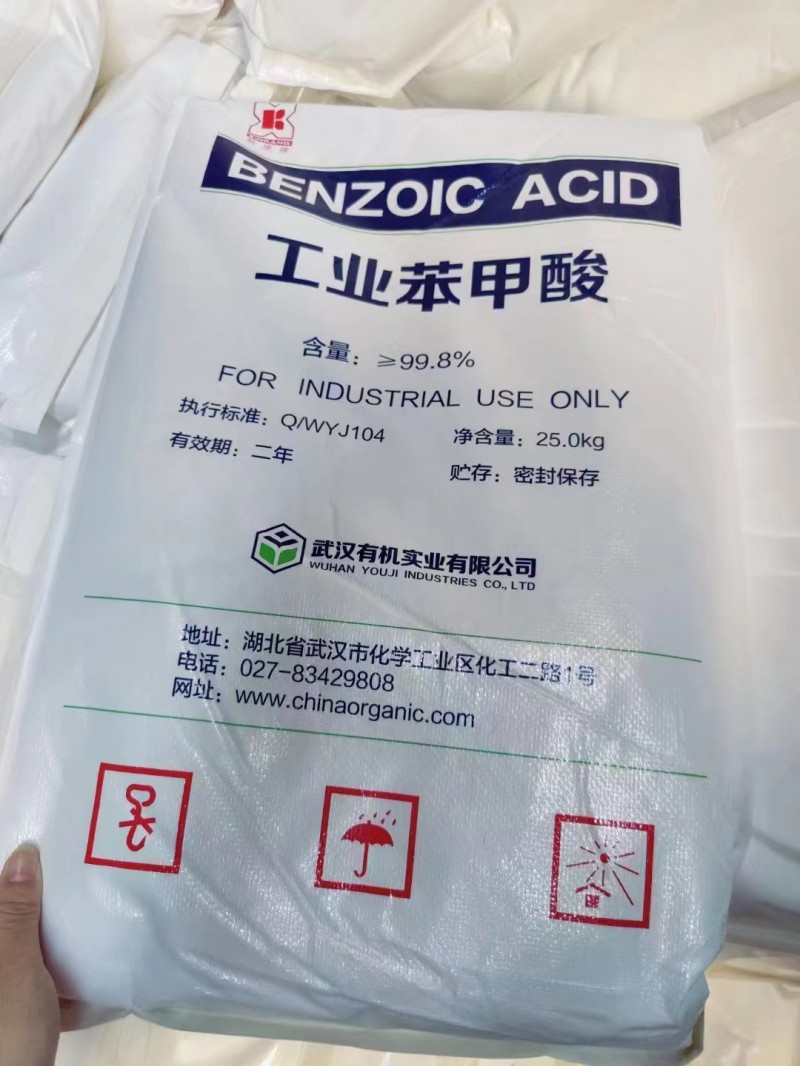 BENZOIC ACID
工业苯甲酸
含量：≥99.8%
FOR INDUSTRIAL USE ONLY
执行标准：Q/WYJ104 净含量：25.0kg
有效期：二年 贮存：密封保存
武汉有机实业有限公司
WUHAN YOUJI INDUSTRIES CO., LTD
地址：湖北省武汉市化学工业区化工二路1号
电话：027-83429808
网址：www.chinaorganic.com